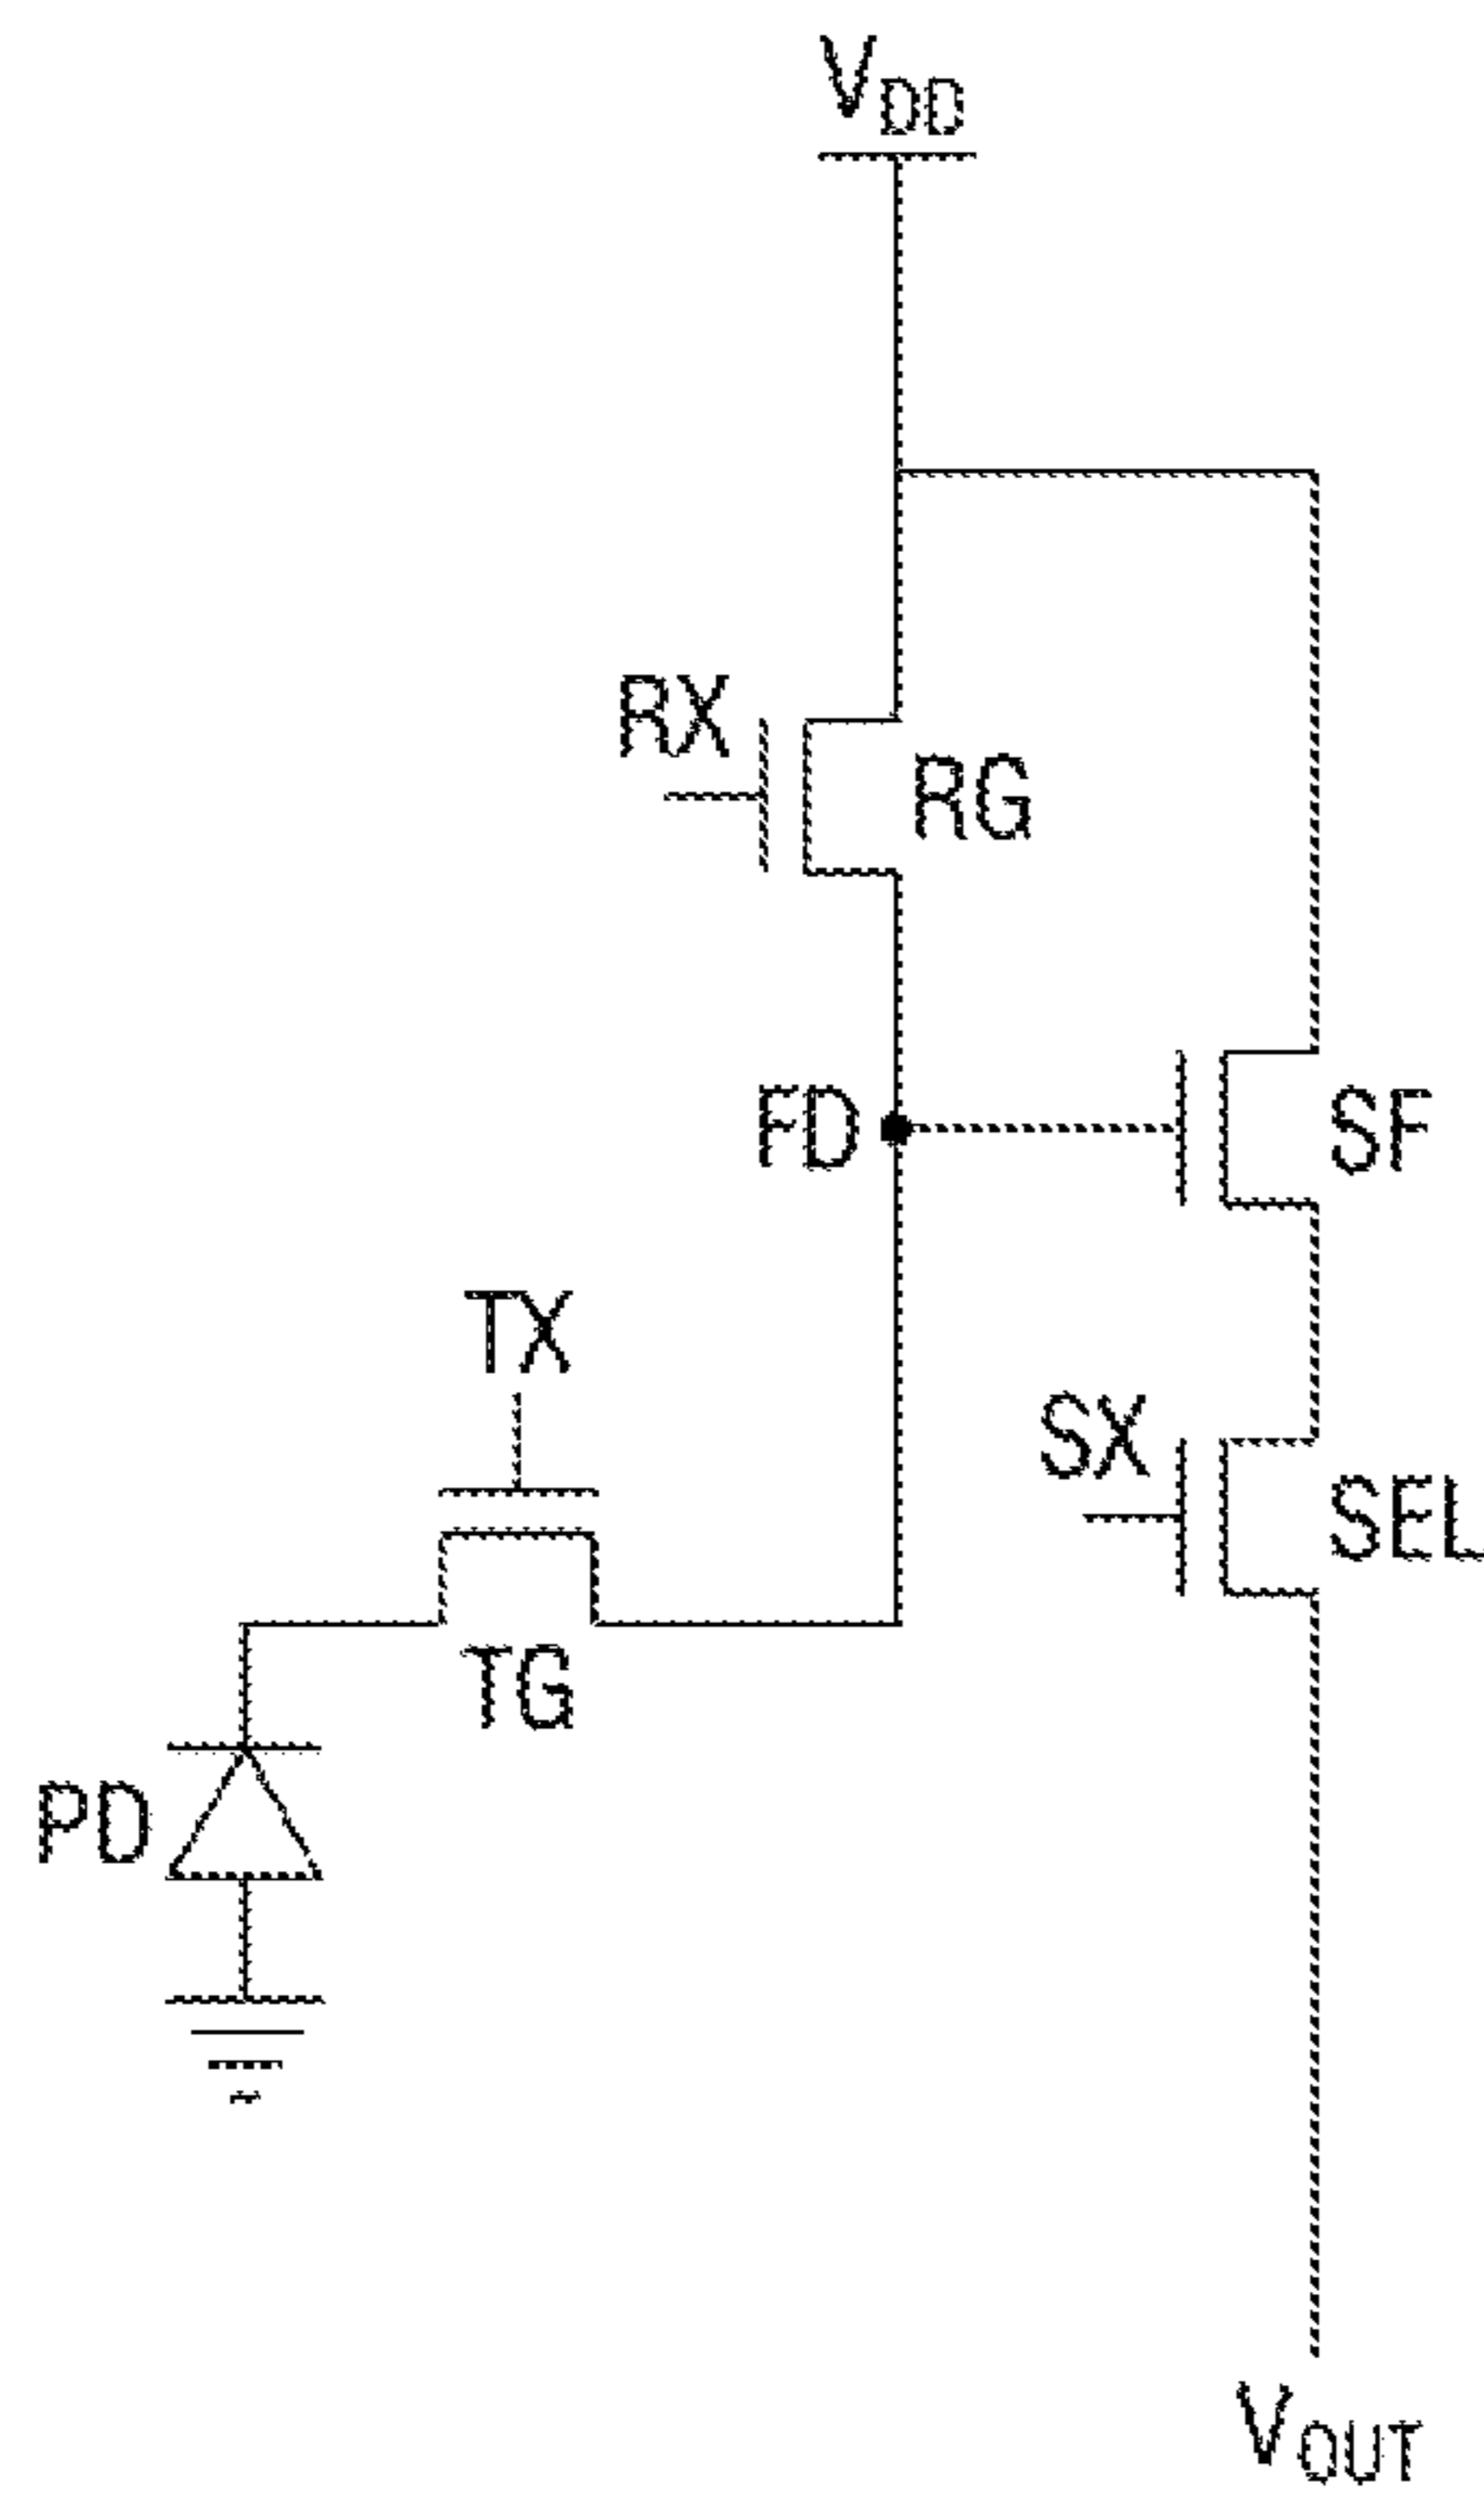 VDD
RX
RG
FD
SF
TX
SX
SEL
TG
PD
VOUT